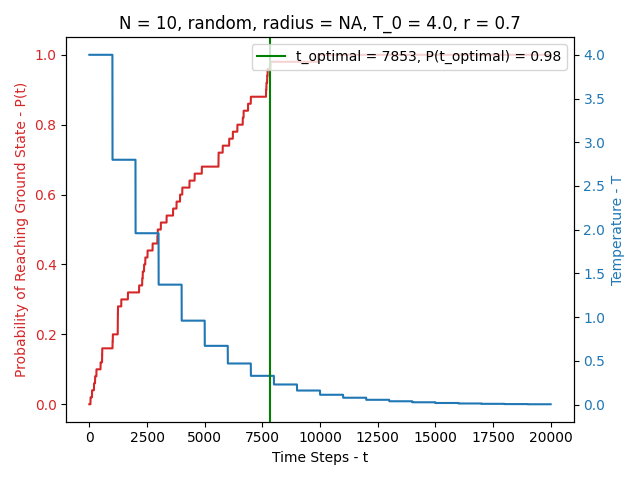 N = 10, random, radius = NA, T_0 = 4.0, r = 0.7
t_optimal = 7853, P(t_optimal) = 0.98
Probability of Reaching Ground State - P(t)
1.0
0.8
0.6
0.4
0.2
0.0
4.0
3.5
3.0
2.5
2.0
1.5
1.0
0.5
0.0
Temperature - T
0 2500 5000 7500 10000 12500 15000 17500 20000
Time Steps - t